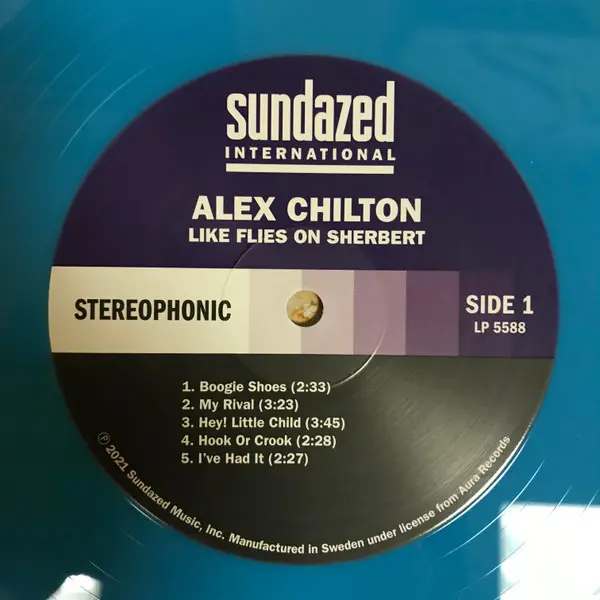 sundazed
INTERNATIONAL
ALEX CHILTON
LIKE FLIES ON SHERBERT
STEREOPHONIC
SIDE 1
LP 5588
1. Boogie Shoes (2:33)
2. My Rival (3:23)
3. Hey! Little Child (3:45)
4. Hook Or Crook (2:28)
5. I've Had It (2:27)
℗ 2021 Sundazed Music, Inc. Manufactured in Sweden under license from Aura Records